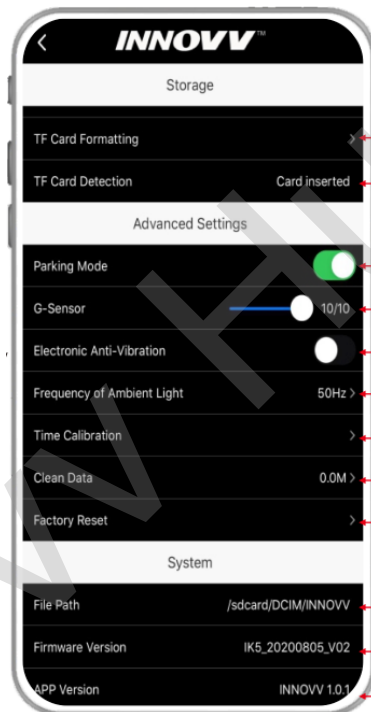 INNOVV™
Storage
TF Card Formatting
TF Card Detection Card inserted
Advanced Settings
Parking Mode
G-Sensor 10/10
Electronic Anti-Vibration
Frequency of Ambient Light 50Hz
Time Calibration
Clean Data 0.0M
Factory Reset
System
File Path /sdcard/DCIM/INNOVV
Firmware Version IK5_20200805_V02
APP Version INNOVV 1.0.1